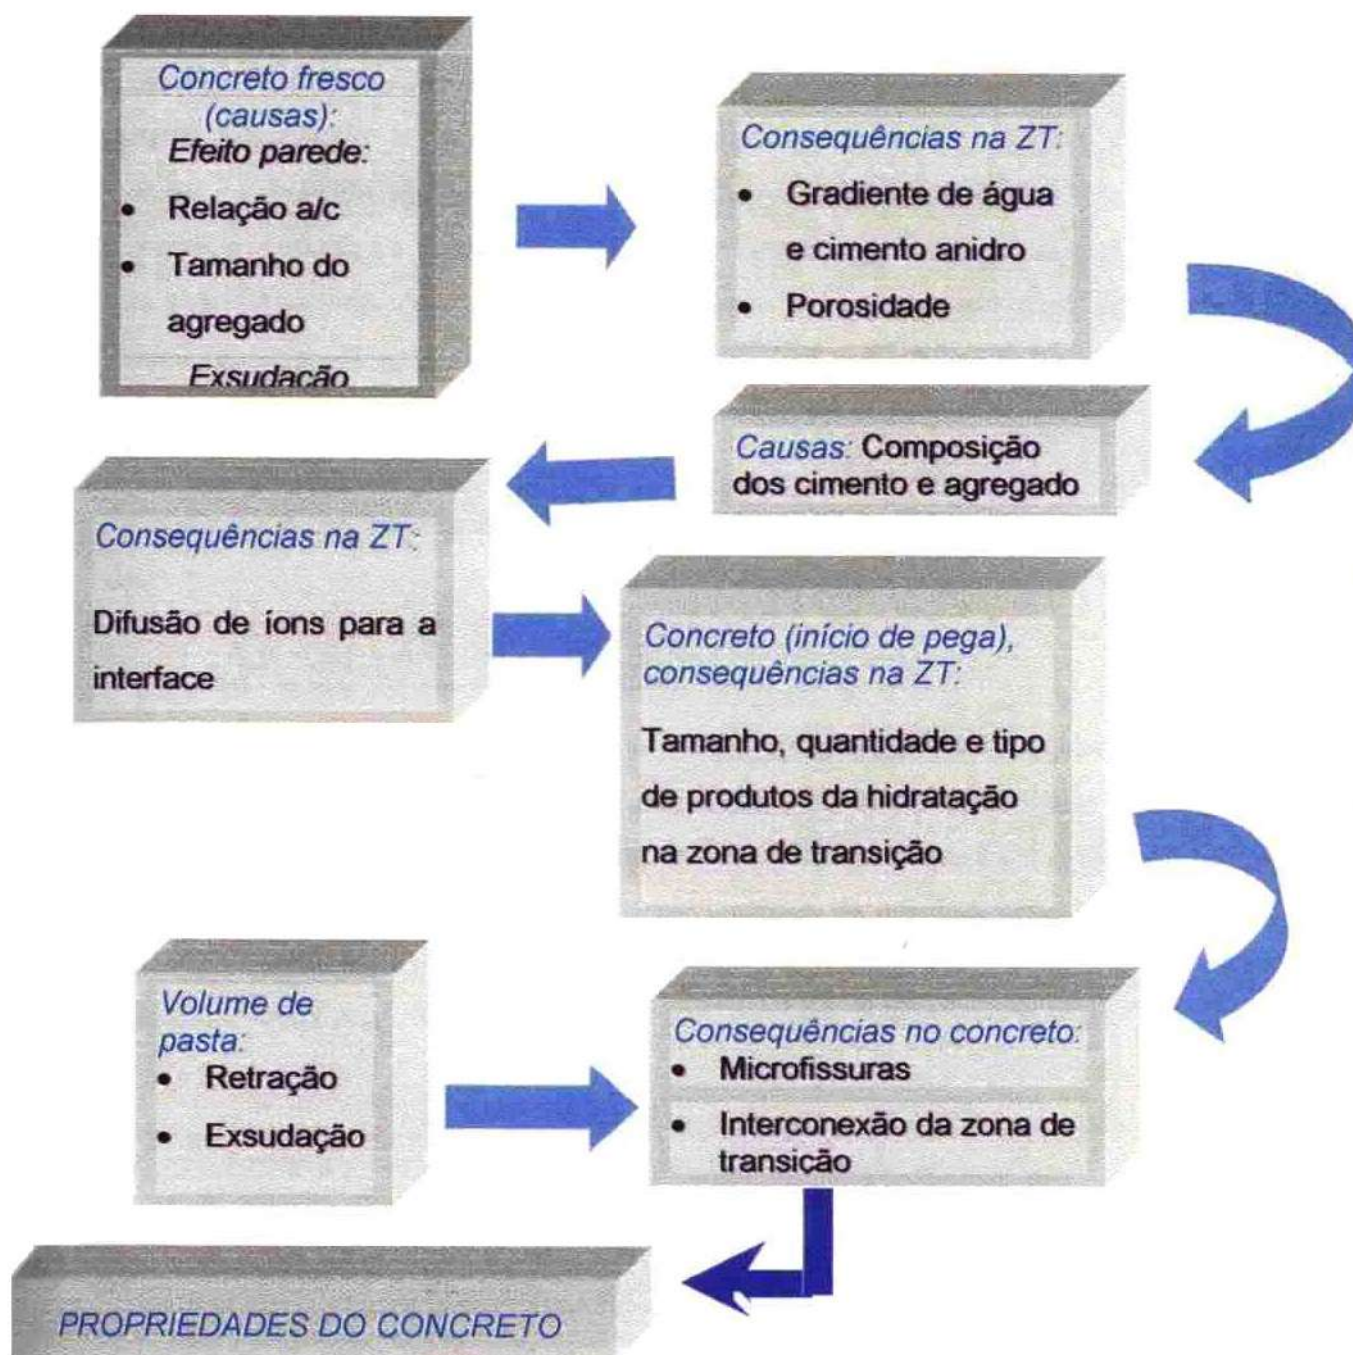 Concreto fresco
(causas):
Efeito parede:
• Relação a/c
• Tamanho do
agregado
Exsudação
Consequências na ZT:
• Gradiente de água
e cimento anidro
• Porosidade
Causas: Composição
dos cimento e agregado
Consequências na ZT:
Difusão de íons para a
interface
Concreto (início de pega),
consequências na ZT:
Tamanho, quantidade e tipo
de produtos da hidratação
na zona de transição
Volume de
pasta:
• Retração
• Exsudação
Consequências no concreto:
• Microfissuras
• Interconexão da zona de
transição
PROPRIEDADES DO CONCRETO